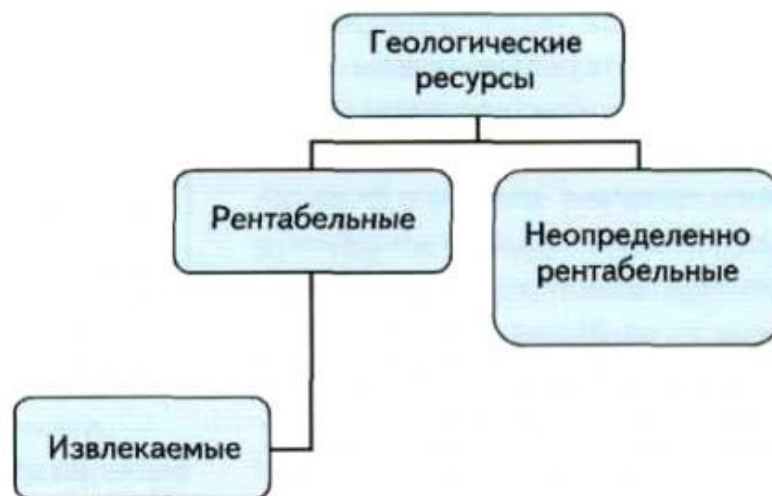 Геологические
ресурсы
Рентабельные
Неопределенно
рентабельные
Извлекаемые